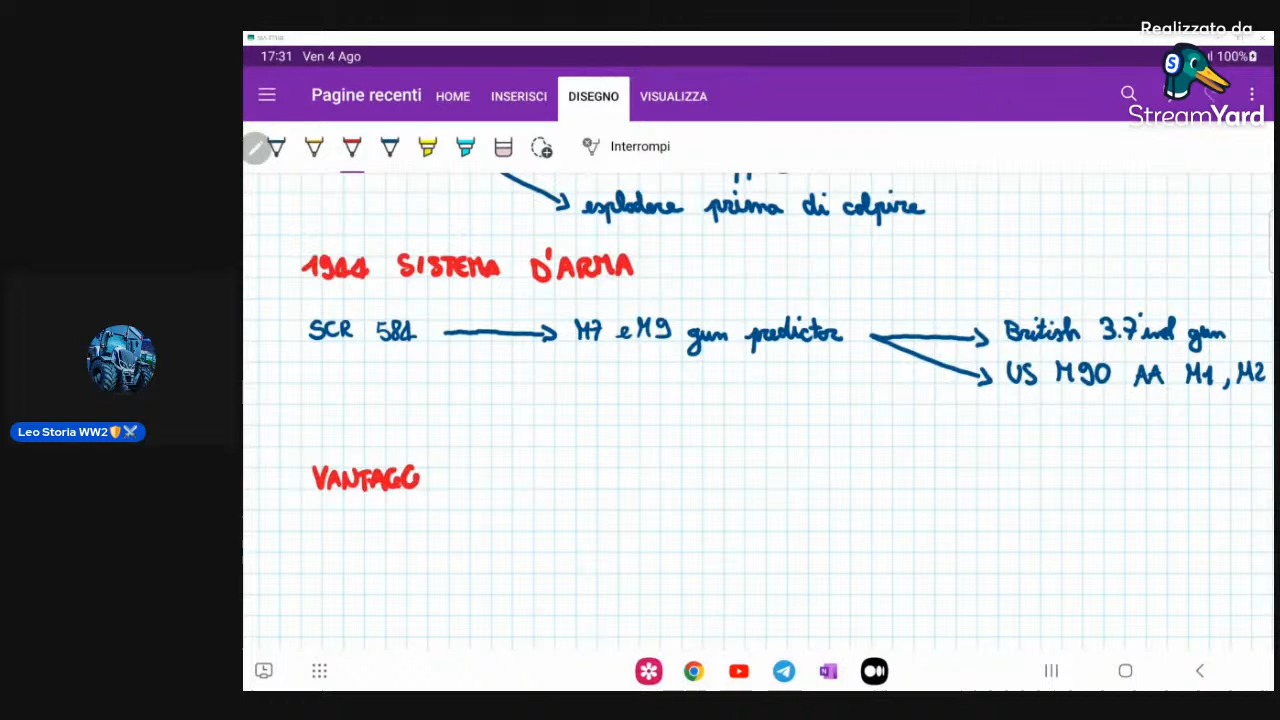 Realizzato da
StreamYard
17:31 Ven 4 Ago
100%
Pagine recenti HOME INSERISCI DISEGNO VISUALIZZA
Interrompi
esplodere prima di colpire
1944 SISTEMA D'ARMA
SCR 584 M7 e M9 gun predictor British 3.7 inch gun
US M90 AA M1, M2
VANTAGG
Leo Storia WW2🛡️⚔️